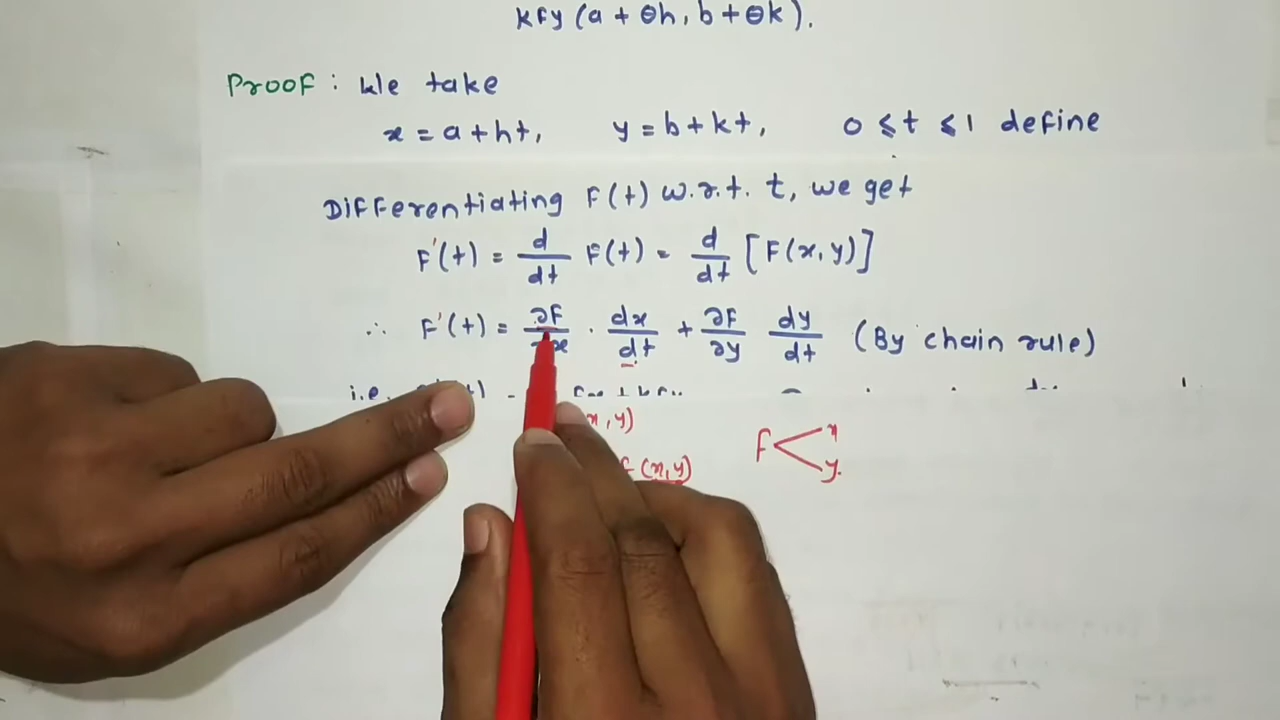 kfy (a + θh, b + θk).
Proof : We take
x = a + ht, y = b + kt, 0 ≤ t ≤ 1 define
Differentiating F(t) w.r.t. t, we get
F'(t) = d/dt F(t) = d/dt [F(x,y)]
∴ F'(t) = ∂F/∂x . dx/dt + ∂F/∂y dy/dt (By chain rule)
i.e.
x, y)
f (x,y)
f < x
y.